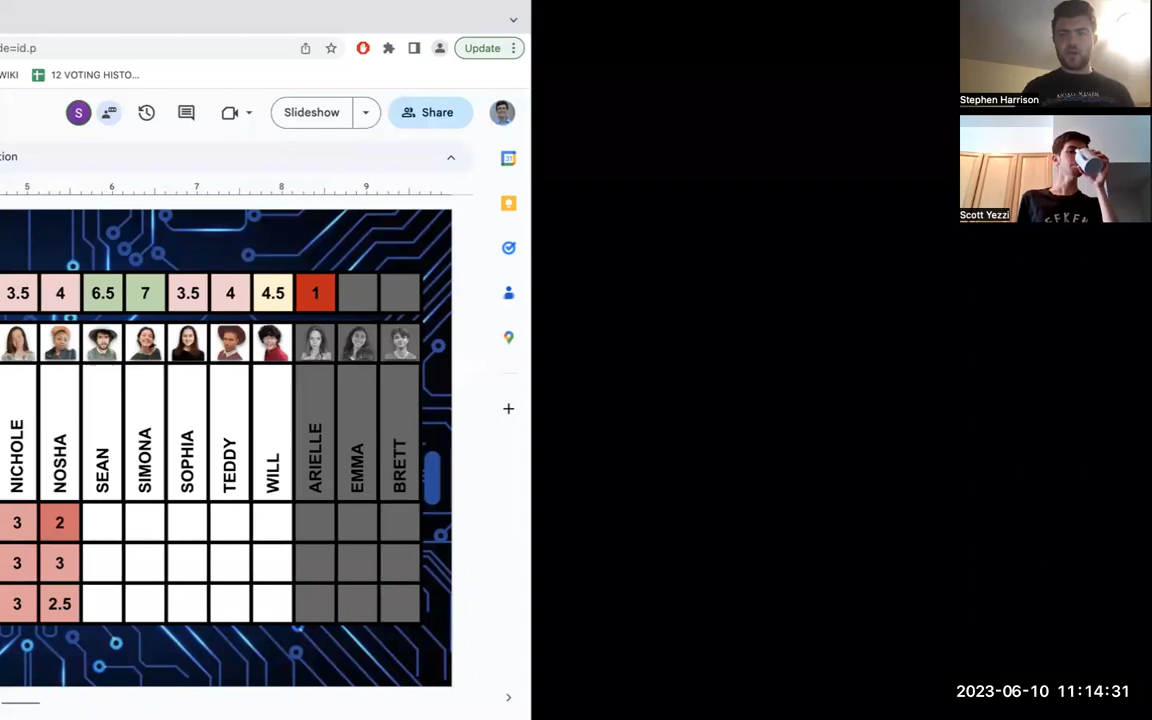 de=id.p
Update
WIKI
12 VOTING HISTO...
S
Slideshow
Share
tion
5 6 7 8 9
3.5 4 6.5 7 3.5 4 4.5 1
NICHOLE NOSHA SEAN SIMONA SOPHIA TEDDY WILL ARIELLE EMMA BRETT
3 2
3 3
3 2.5
Stephen Harrison
Scott Yezzi
2023-06-10 11:14:31